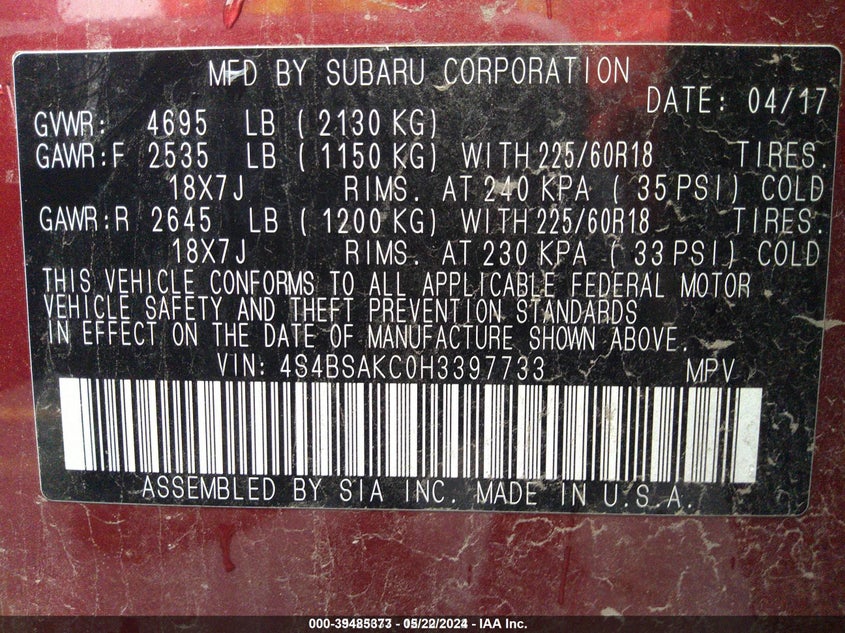 MFD BY SUBARU CORPORATION
DATE: 04/17
GVWR: 4695 LB ( 2130 KG)
GAWR:F 2535 LB ( 1150 KG) WITH 225/60R18 TIRES.
18X7J RIMS. AT 240 KPA ( 35 PSI) COLD
GAWR:R 2645 LB ( 1200 KG) WITH 225/60R18 TIRES.
18X7J RIMS. AT 230 KPA ( 33 PSI) COLD
THIS VEHICLE CONFORMS TO ALL APPLICABLE FEDERAL MOTOR
VEHICLE SAFETY AND THEFT PREVENTION STANDARDS
IN EFFECT ON THE DATE OF MANUFACTURE SHOWN ABOVE.
VIN: 4S4BSAKC0H3397733 MPV
ASSEMBLED BY SIA INC. MADE IN U.S.A.
- IAA Inc.